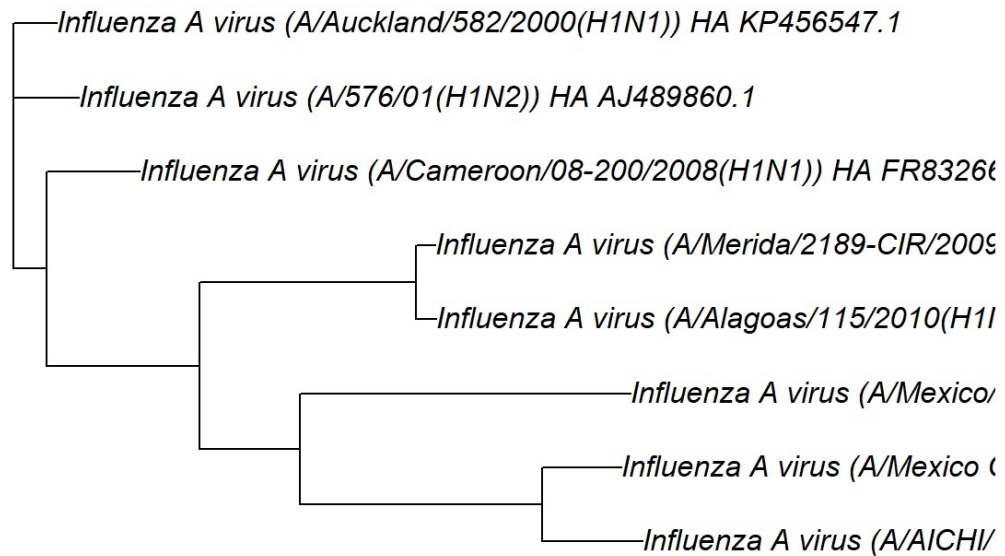 Influenza A virus (A/Auckland/582/2000(H1N1)) HA KP456547.1
Influenza A virus (A/576/01(H1N2)) HA AJ489860.1
Influenza A virus (A/Cameroon/08-200/2008(H1N1)) HA FR83266
Influenza A virus (A/Merida/2189-CIR/2009
Influenza A virus (A/Alagoas/115/2010(H1
Influenza A virus (A/Mexico/
Influenza A virus (A/Mexico
Influenza A virus (A/AICHI/